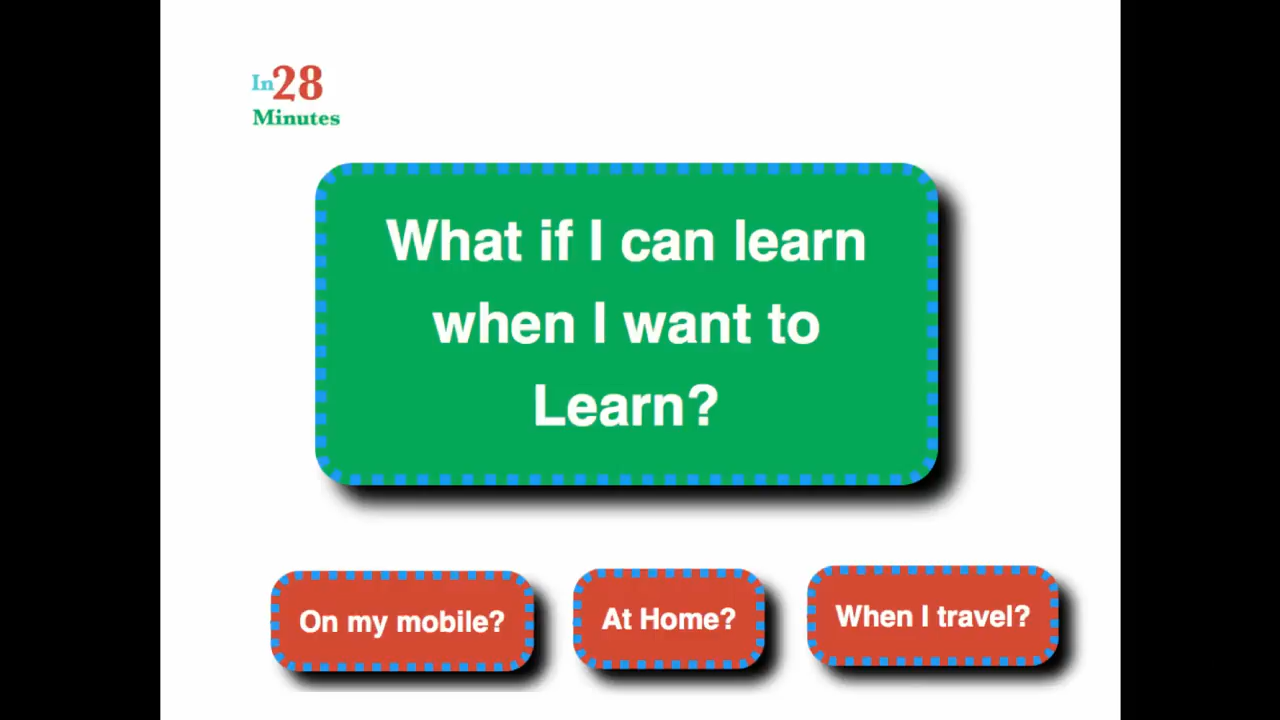 In28
Minutes
What if I can learn
when I want to
Learn?
On my mobile?
At Home?
When I travel?